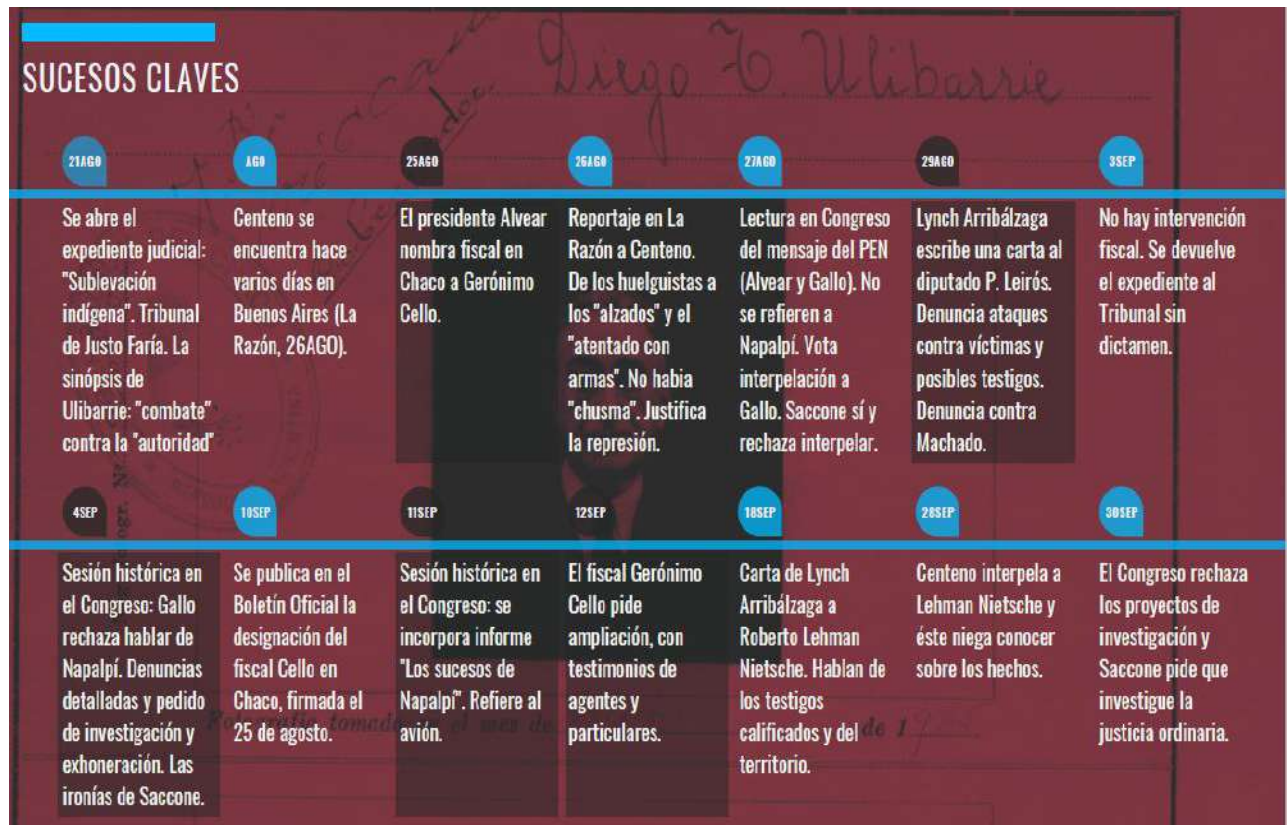 Diego T. Ulibarrie
SUCESOS CLAVES
21AGO
Se abre el
expediente judicial:
"Sublevación
indígena". Tribunal
de Justo Faría. La
sinópsis de
Ulibarrie: "combate"
contra la "autoridad"
AGO
Centeno se
encuentra hace
varios días en
Buenos Aires (La
Razón, 26AGO).
25AGO
El presidente Alvear
nombra fiscal en
Chaco a Gerónimo
Cello.
26AGO
Reportaje en La
Razón a Centeno.
De los huelguistas a
los "alzados" y el
"atentado con
armas". No habia
"chusma". Justifica
la represión.
27AGO
Lectura en Congreso
del mensaje del PEN
(Alvear y Gallo). No
se refieren a
Napalpí. Vota
interpelación a
Gallo. Saccone sí y
rechaza interpelar.
29AGO
Lynch Arribálzaga
escribe una carta al
diputado P. Leirós.
Denuncia ataques
contra víctimas y
posibles testigos.
Denuncia contra
Machado.
3SEP
No hay intervención
fiscal. Se devuelve
el expediente al
Tribunal sin
dictamen.
4SEP
Sesión histórica en
el Congreso: Gallo
rechaza hablar de
Napalpí. Denuncias
detalladas y pedido
de investigación y
exhoneración. Las
ironías de Saccone.
10SEP
Se publica en el
Boletín Oficial la
designación del
fiscal Cello en
Chaco, firmada el
25 de agosto.
11SEP
Sesión histórica en
el Congreso: se
incorpora informe
"Los sucesos de
Napalpí". Refiere al
avión.
12SEP
El fiscal Gerónimo
Cello pide
ampliación, con
testimonios de
agentes y
particulares.
18SEP
Carta de Lynch
Arribálzaga a
Roberto Lehman
Nietsche. Hablan de
los testigos
calificados y del
territorio.
28SEP
Centeno interpela a
Lehman Nietsche y
éste niega conocer
sobre los hechos.
30SEP
El Congreso rechaza
los proyectos de
investigación y
Saccone pide que
investigue la
justicia ordinaria.